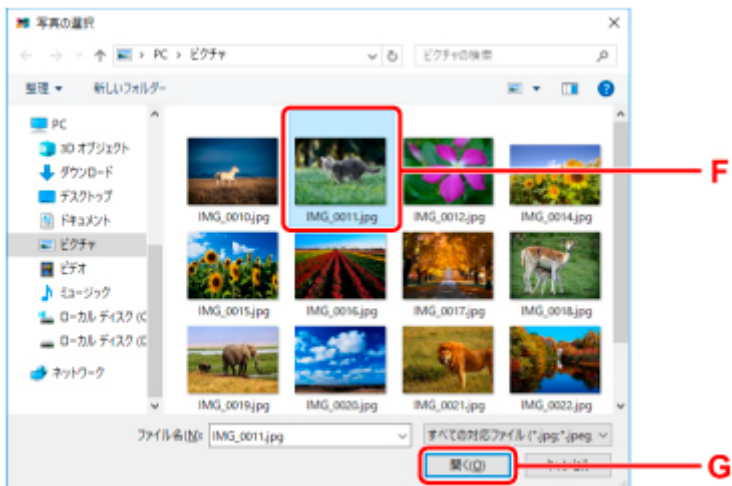 写真の選択
PC › ピクチャ
ピクチャの検索
整理
新しいフォルダー
PC
3D オブジェクト
ダウンロード
デスクトップ
ドキュメント
ピクチャ
ビデオ
ミュージック
ローカル ディスク (C
ローカル ディスク (C
ネットワーク
IMG_0010.jpg IMG_0011.jpg IMG_0012.jpg IMG_0014.jpg
F
IMG_0015.jpg IMG_0016.jpg IMG_0017.jpg IMG_0018.jpg
IMG_0019.jpg IMG_0020.jpg IMG_0021.jpg IMG_0022.jpg
ファイル名(N): IMG_0011.jpg すべての対応ファイル (*.jpg;*.jpeg
開く(O)
G